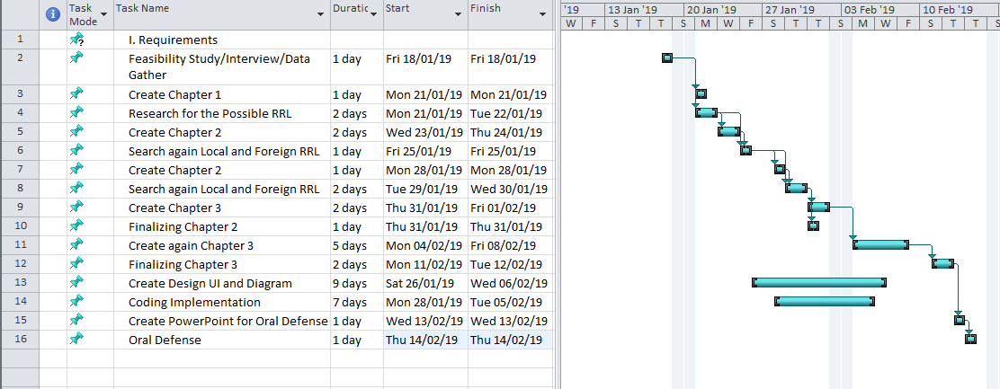 Task Mode Task Name Duratic Start Finish
'19 13 Jan '19 20 Jan '19 27 Jan '19 03 Feb '19 10 Feb '19
W F S T T S M W F S T T S M W F S T T S
1 ? I. Requirements
2 Feasibility Study/Interview/Data Gather 1 day Fri 18/01/19 Fri 18/01/19
3 Create Chapter 1 1 day Mon 21/01/19 Mon 21/01/19
4 Research for the Possible RRL 2 days Mon 21/01/19 Tue 22/01/19
5 Create Chapter 2 2 days Wed 23/01/19 Thu 24/01/19
6 Search again Local and Foreign RRL 1 day Fri 25/01/19 Fri 25/01/19
7 Create Chapter 2 1 day Mon 28/01/19 Mon 28/01/19
8 Search again Local and Foreign RRL 2 days Tue 29/01/19 Wed 30/01/19
9 Create Chapter 3 2 days Thu 31/01/19 Fri 01/02/19
10 Finalizing Chapter 2 1 day Thu 31/01/19 Thu 31/01/19
11 Create again Chapter 3 5 days Mon 04/02/19 Fri 08/02/19
12 Finalizing Chapter 3 2 days Mon 11/02/19 Tue 12/02/19
13 Create Design UI and Diagram 9 days Sat 26/01/19 Wed 06/02/19
14 Coding Implementation 7 days Mon 28/01/19 Tue 05/02/19
15 Create PowerPoint for Oral Defense 1 day Wed 13/02/19 Wed 13/02/19
16 Oral Defense 1 day Thu 14/02/19 Thu 14/02/19